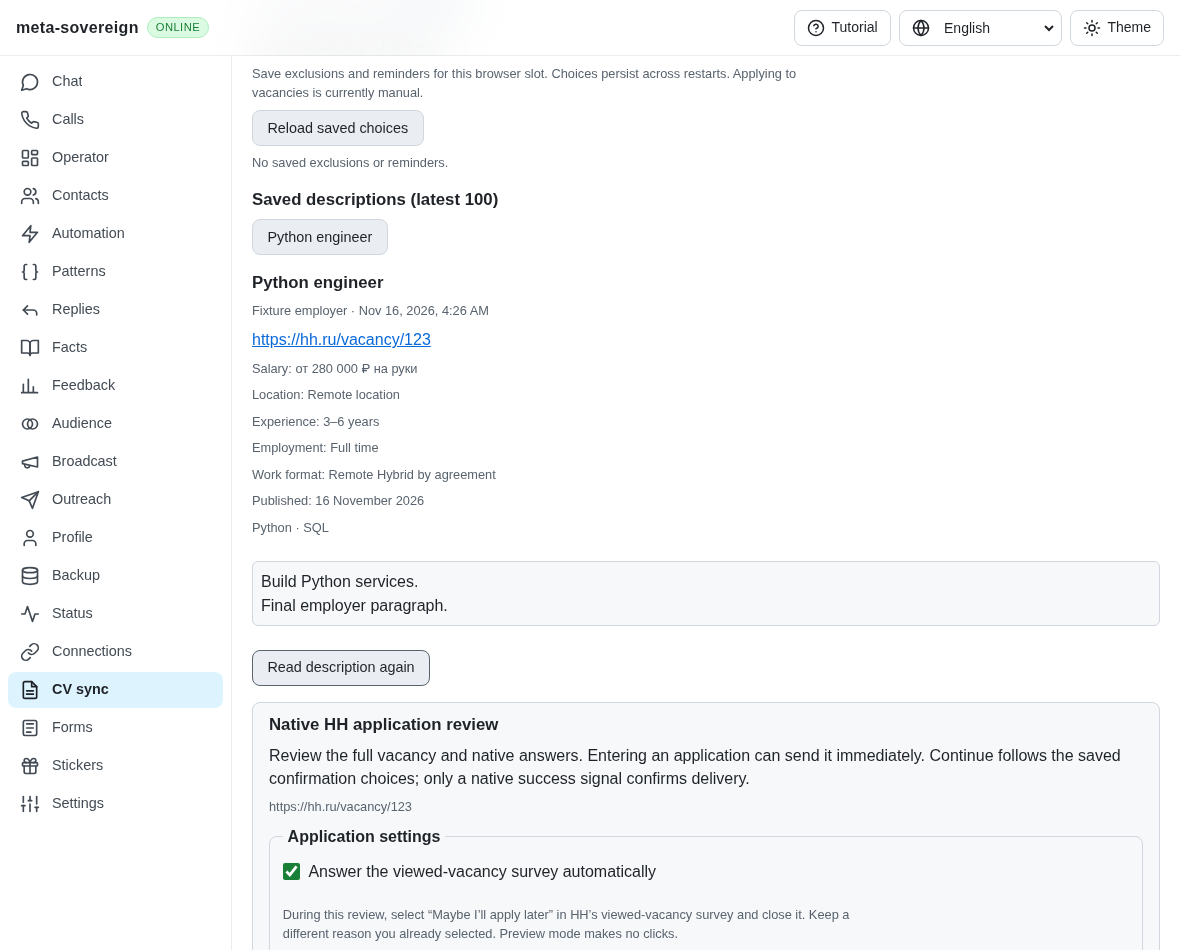 meta-sovereign ONLINE Tutorial English Theme
Chat
Calls
Operator
Contacts
Automation
Patterns
Replies
Facts
Feedback
Audience
Broadcast
Outreach
Profile
Backup
Status
Connections
CV sync
Forms
Stickers
Settings
Save exclusions and reminders for this browser slot. Choices persist across restarts. Applying to
vacancies is currently manual.
Reload saved choices
No saved exclusions or reminders.
Saved descriptions (latest 100)
Python engineer
Python engineer
Fixture employer · Nov 16, 2026, 4:26 AM
https://hh.ru/vacancy/123
Salary: от 280 000 ₽ на руки
Location: Remote location
Experience: 3–6 years
Employment: Full time
Work format: Remote Hybrid by agreement
Published: 16 November 2026
Python · SQL
Build Python services.
Final employer paragraph.
Read description again
Native HH application review
Review the full vacancy and native answers. Entering an application can send it immediately. Continue follows the saved
confirmation choices; only a native success signal confirms delivery.
https://hh.ru/vacancy/123
Application settings
Answer the viewed-vacancy survey automatically
During this review, select “Maybe I’ll apply later” in HH’s viewed-vacancy survey and close it. Keep a
different reason you already selected. Preview mode makes no clicks.